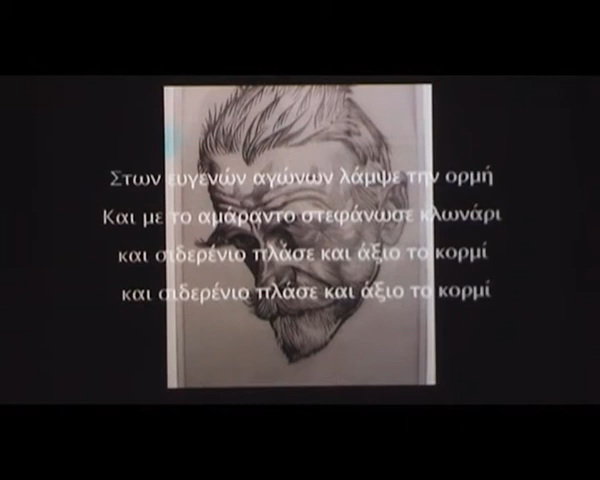 Στων ευγενών αγώνων λάμψε την ορμή
Και με το αμάραντο στεφάνωσε κλωνάρι
και σιδερένιο πλάσε και άξιο το κορμί
και σιδερένιο πλάσε και άξιο το κορμί